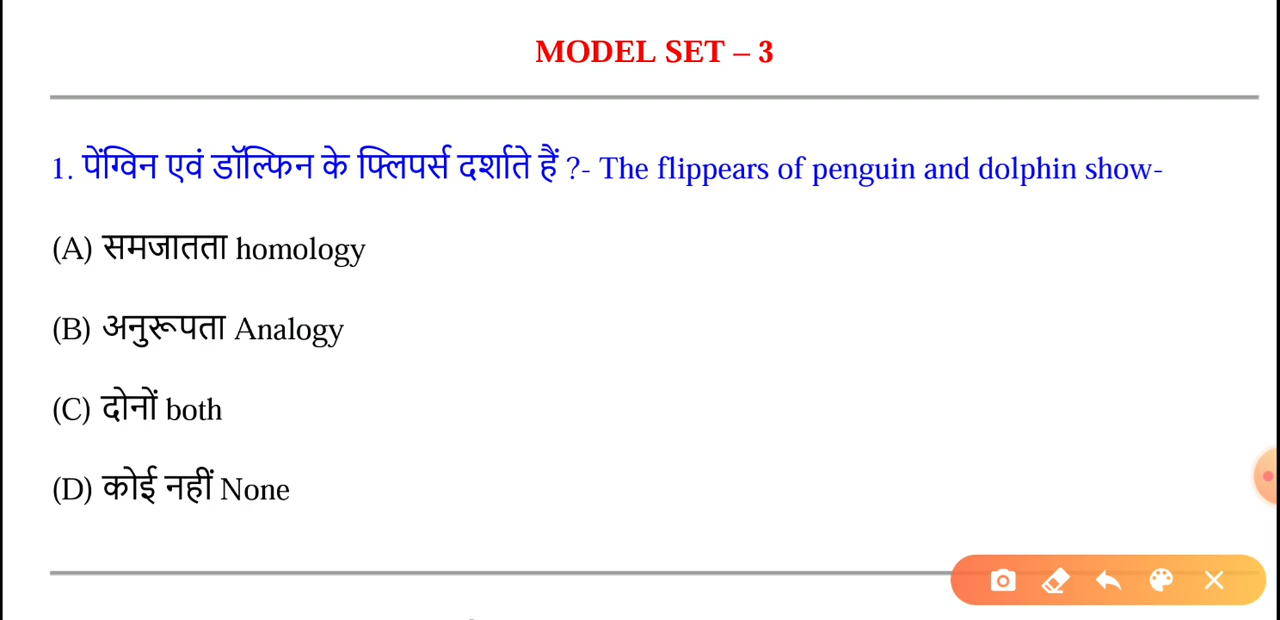 MODEL SET – 3
1. पेंग्विन एवं डॉल्फिन के फ्लिपर्स दर्शाते हैं ?- The flippears of penguin and dolphin show-
(A) समजातता homology
(B) अनुरूपता Analogy
(C) दोनों both
(D) कोई नहीं None